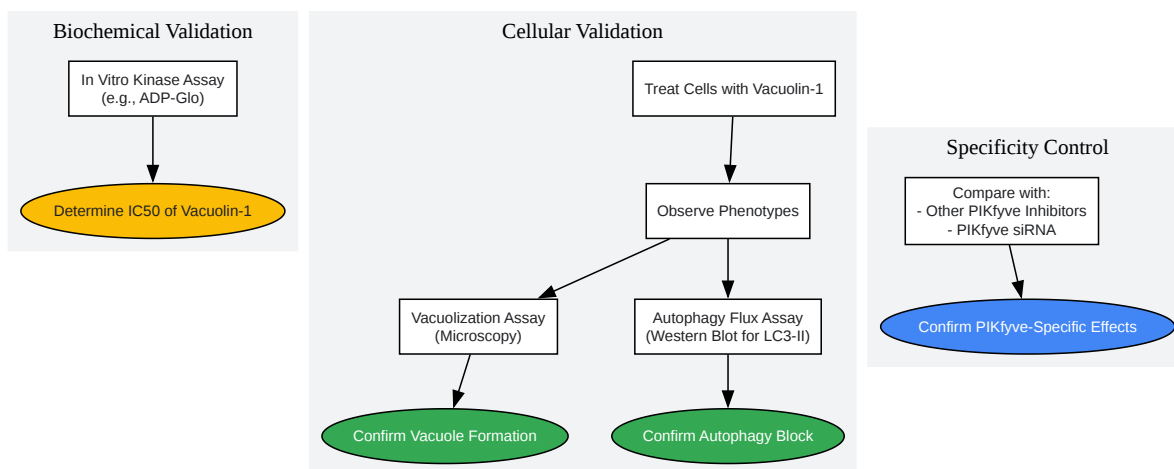 Biochemical Validation
In Vitro Kinase Assay
(e.g., ADP-Glo)
Determine IC50 of Vacuolin-1
Cellular Validation
Treat Cells with Vacuolin-1
Observe Phenotypes
Vacuolization Assay
(Microscopy)
Autophagy Flux Assay
(Western Blot for LC3-II)
Confirm Vacuole Formation
Confirm Autophagy Block
Specificity Control
Compare with:
- Other PIKfyve Inhibitors
- PIKfyve siRNA
Confirm PIKfyve-Specific Effects